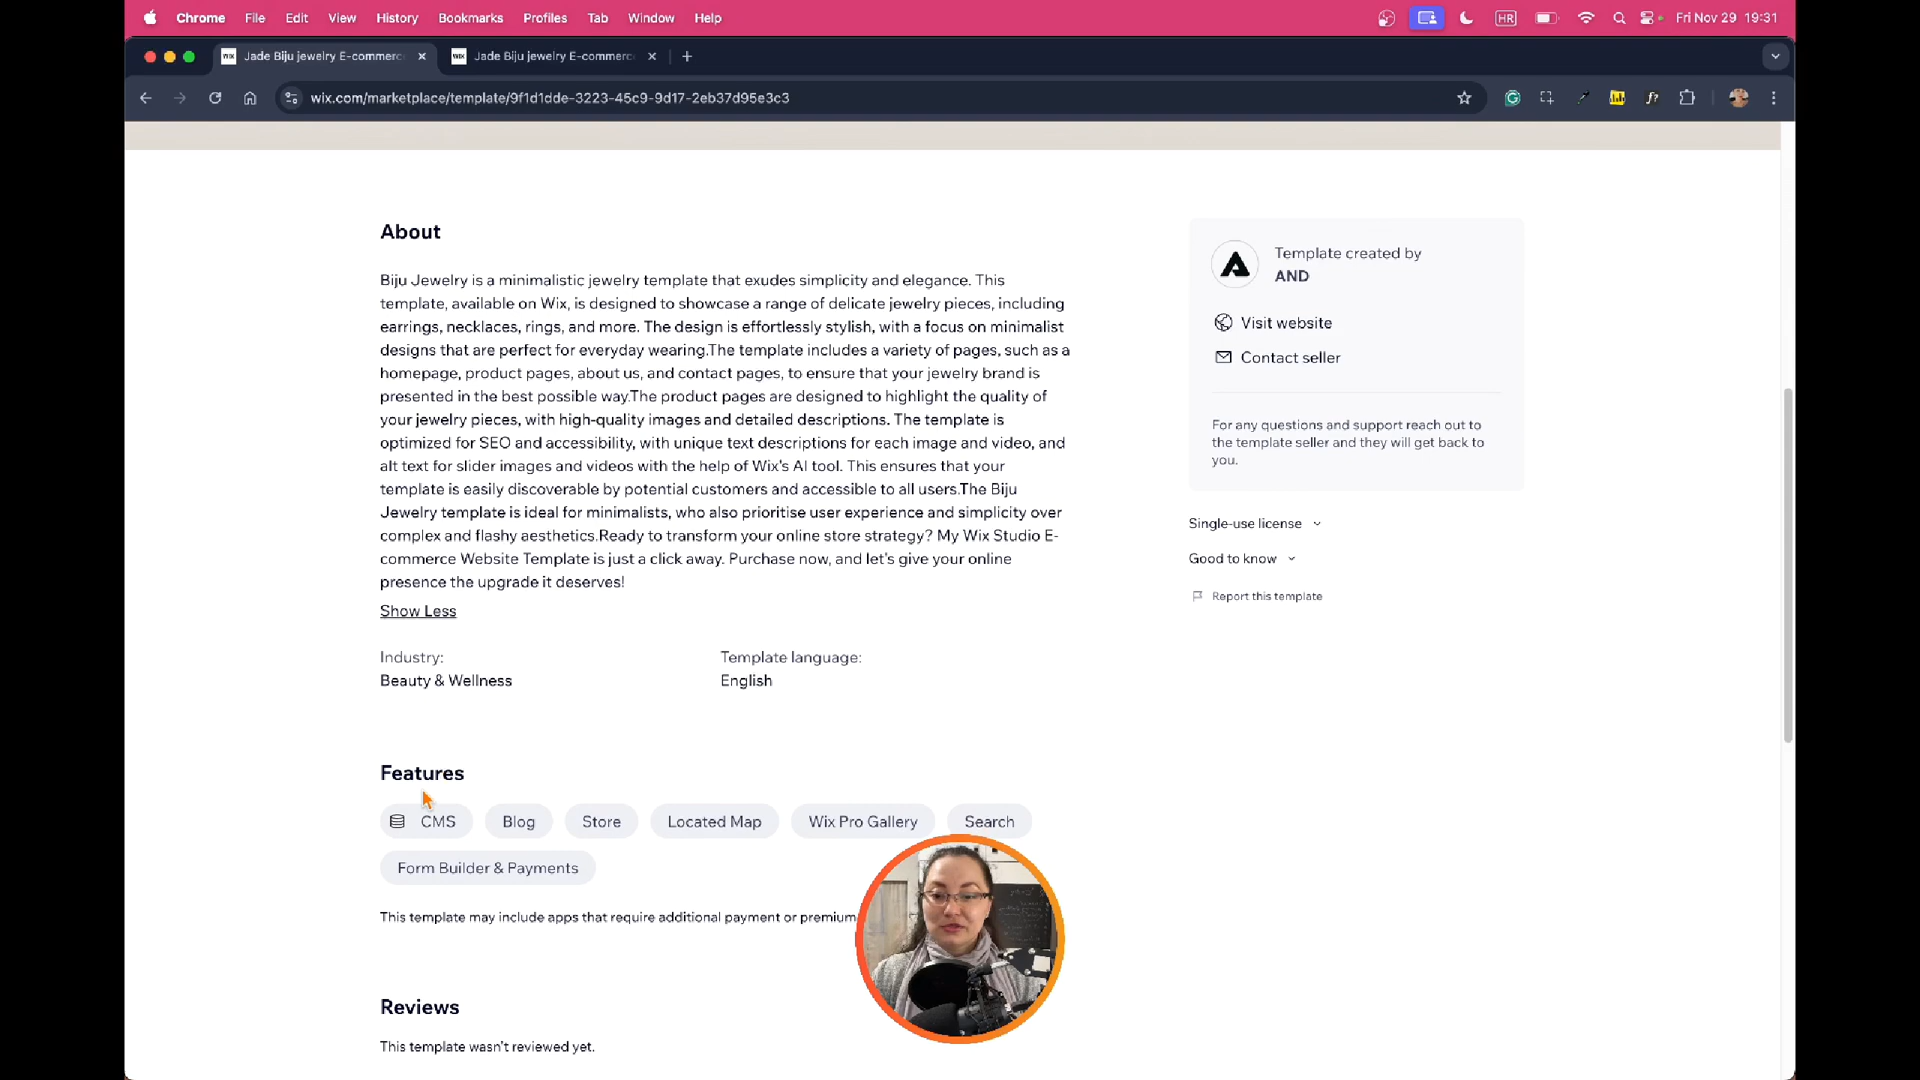 Chrome File Edit View History Bookmarks Profiles Tab Window Help HR Fri Nov 29 19:31
WIX Jade Biju jewelry E-commerc WIX Jade Biju jewelry E-commerc
wix.com/marketplace/template/9f1d1dde-3223-45c9-9d17-2eb37d95e3c3
About
Biju Jewelry is a minimalistic jewelry template that exudes simplicity and elegance. This
template, available on Wix, is designed to showcase a range of delicate jewelry pieces, including
earrings, necklaces, rings, and more. The design is effortlessly stylish, with a focus on minimalist
designs that are perfect for everyday wearing.The template includes a variety of pages, such as a
homepage, product pages, about us, and contact pages, to ensure that your jewelry brand is
presented in the best possible way.The product pages are designed to highlight the quality of
your jewelry pieces, with high-quality images and detailed descriptions. The template is
optimized for SEO and accessibility, with unique text descriptions for each image and video, and
alt text for slider images and videos with the help of Wix's AI tool. This ensures that your
template is easily discoverable by potential customers and accessible to all users.The Biju
Jewelry template is ideal for minimalists, who also prioritise user experience and simplicity over
complex and flashy aesthetics.Ready to transform your online store strategy? My Wix Studio E-
commerce Website Template is just a click away. Purchase now, and let's give your online
presence the upgrade it deserves!
Show Less
Industry:
Beauty & Wellness
Template language:
English
Features
CMS Blog Store Located Map Wix Pro Gallery Search
Form Builder & Payments
This template may include apps that require additional payment or premium
Reviews
This template wasn't reviewed yet.
Template created by
AND
Visit website
Contact seller
For any questions and support reach out to
the template seller and they will get back to
you.
Single-use license
Good to know
Report this template